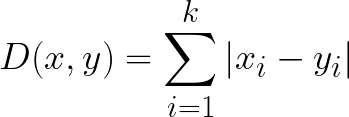 D(x, y) = \sum_{i=1}^{k} |x_i - y_i|